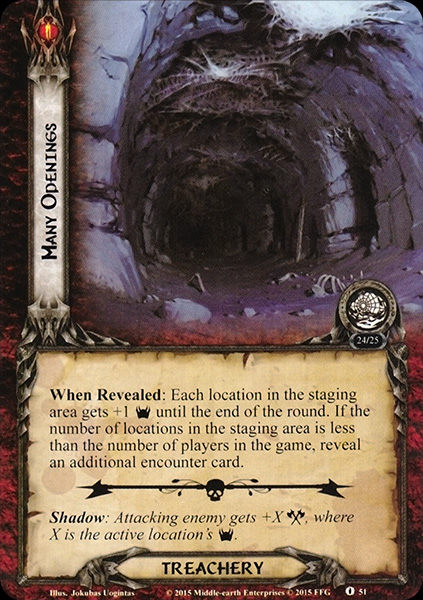 MANY OPENINGS
24/25
When Revealed: Each location in the staging
area gets +1 until the end of the round. If the
number of locations in the staging area is less
than the number of players in the game, reveal
an additional encounter card.
Shadow: Attacking enemy gets +X , where
X is the active location's .
TREACHERY
Illus. Jokubas Uogintas © 2015 Middle-earth Enterprises © 2015 FFG 51